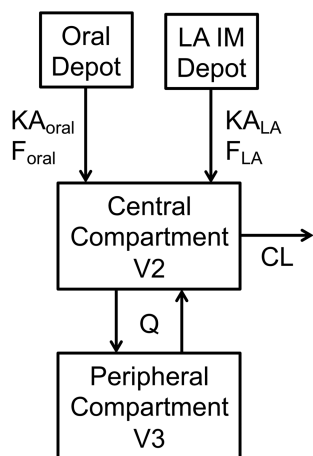 Oral
Depot
LA IM
Depot
KAoral
Foral
KALA
FLA
Central
Compartment
V2
CL
Q
Peripheral
Compartment
V3